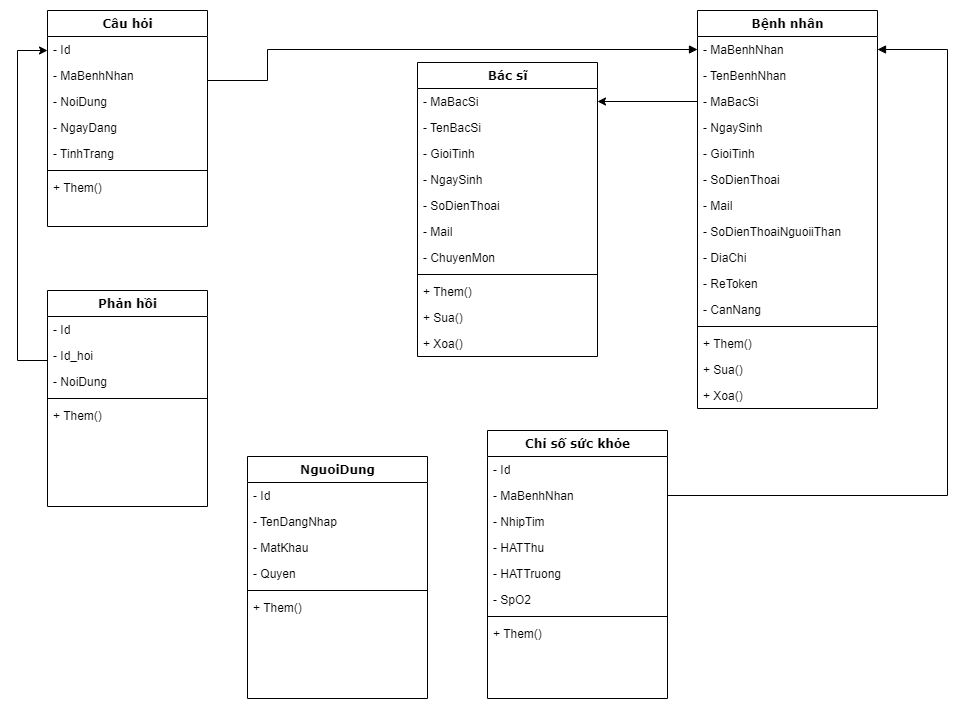 Câu hỏi
- Id
- MaBenhNhan
- NoiDung
- NgayDang
- TinhTrang
+ Them()
Bác sĩ
- MaBacSi
- TenBacSi
- GioiTinh
- NgaySinh
- SoDienThoai
- Mail
- ChuyenMon
+ Them()
+ Sua()
+ Xoa()
Bệnh nhân
- MaBenhNhan
- TenBenhNhan
- MaBacSi
- NgaySinh
- GioiTinh
- SoDienThoai
- Mail
- SoDienThoaiNguoiiThan
- DiaChi
- ReToken
- CanNang
+ Them()
+ Sua()
+ Xoa()
Phản hồi
- Id
- Id_hoi
- NoiDung
+ Them()
NguoiDung
- Id
- TenDangNhap
- MatKhau
- Quyen
+ Them()
Chỉ số sức khỏe
- Id
- MaBenhNhan
- NhipTim
- HATThu
- HATTruong
- SpO2
+ Them()